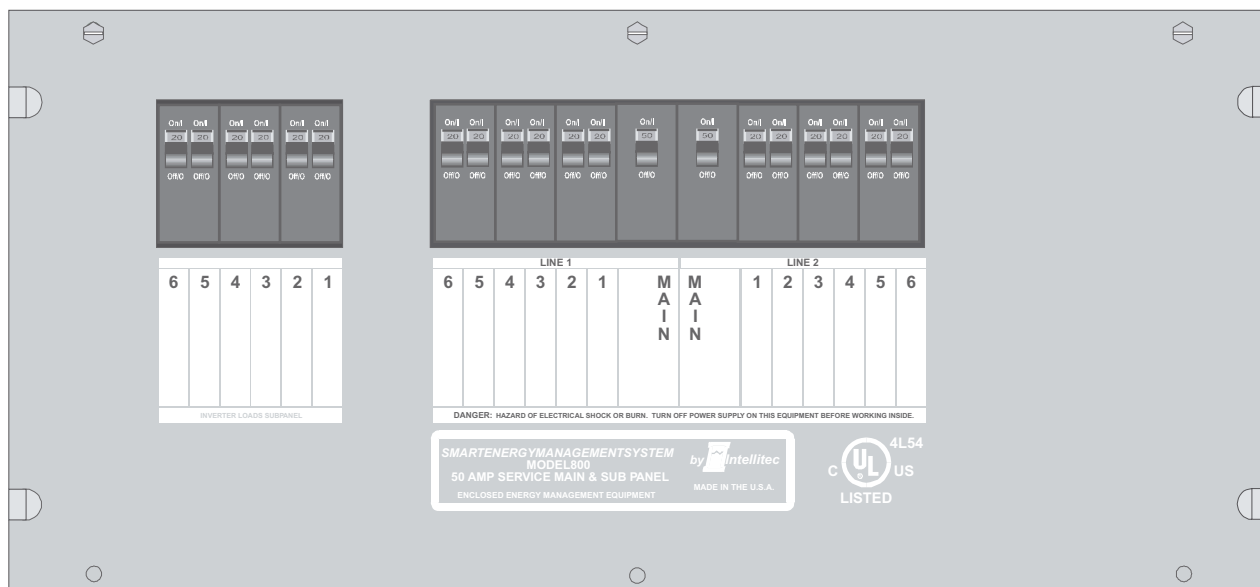 On/I On/I On/I On/I On/I On/I
20 20 20 20 20 20
Off/O Off/O Off/O Off/O Off/O Off/O
6 5 4 3 2 1
INVERTER LOADS SUBPANEL
On/I On/I On/I On/I On/I On/I On/I On/I On/I On/I On/I On/I On/I On/I
20 20 20 20 20 20 50 50 20 20 20 20 20 20
Off/O Off/O Off/O Off/O Off/O Off/O Off/O Off/O Off/O Off/O Off/O Off/O Off/O Off/O
LINE 1 LINE 2
6 5 4 3 2 1 MAIN MAIN 1 2 3 4 5 6
DANGER: HAZARD OF ELECTRICAL SHOCK OR BURN. TURN OFF POWER SUPPLY ON THIS EQUIPMENT BEFORE WORKING INSIDE.
SMARTENERGYMANAGEMENTSYSTEM
MODEL800
50 AMP SERVICE MAIN & SUB PANEL
ENCLOSED ENERGY MANAGEMENT EQUIPMENT
by Intellitec
MADE IN THE U.S.A.
4L54
C UL ® US
LISTED